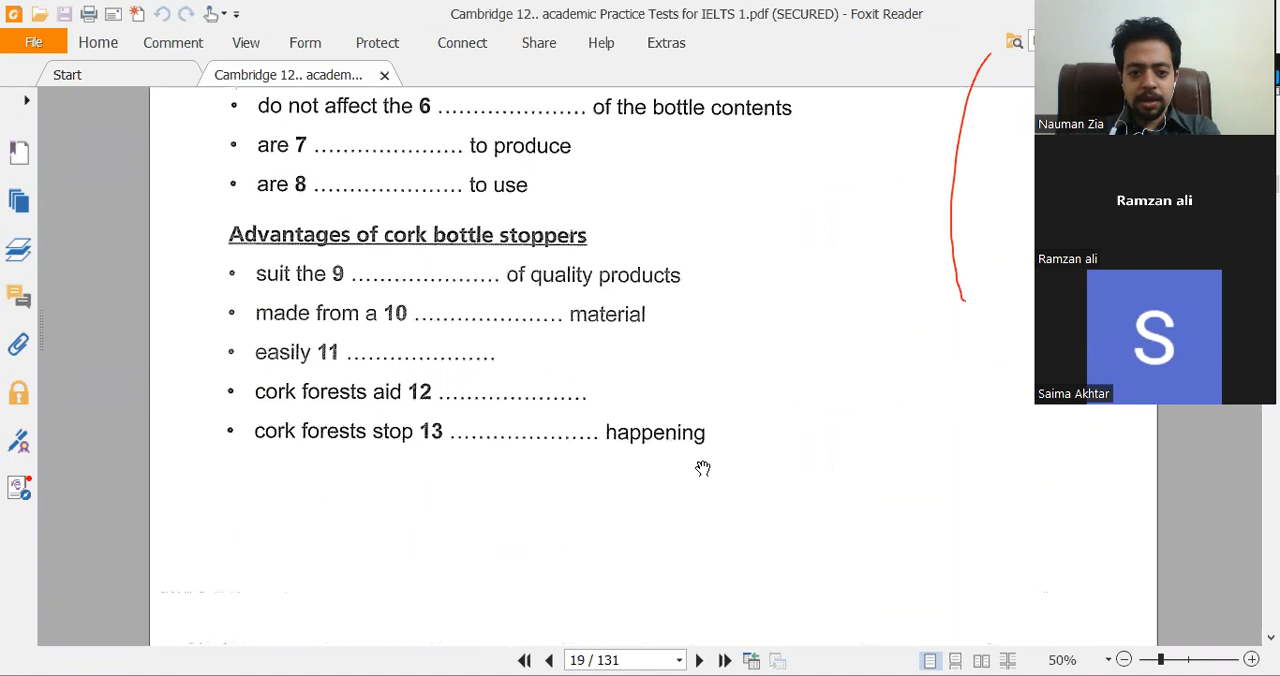 Cambridge 12.. academic Practice Tests for IELTS 1.pdf (SECURED) - Foxit Reader
File Home Comment View Form Protect Connect Share Help Extras
Start Cambridge 12.. academ...
• do not affect the 6 ..................... of the bottle contents
• are 7 ..................... to produce
• are 8 ..................... to use
Advantages of cork bottle stoppers
• suit the 9 ..................... of quality products
• made from a 10 ..................... material
• easily 11 .....................
• cork forests aid 12 .....................
• cork forests stop 13 ..................... happening
Nauman Zia
Ramzan ali
Ramzan ali
S
Saima Akhtar
19 / 131
50%